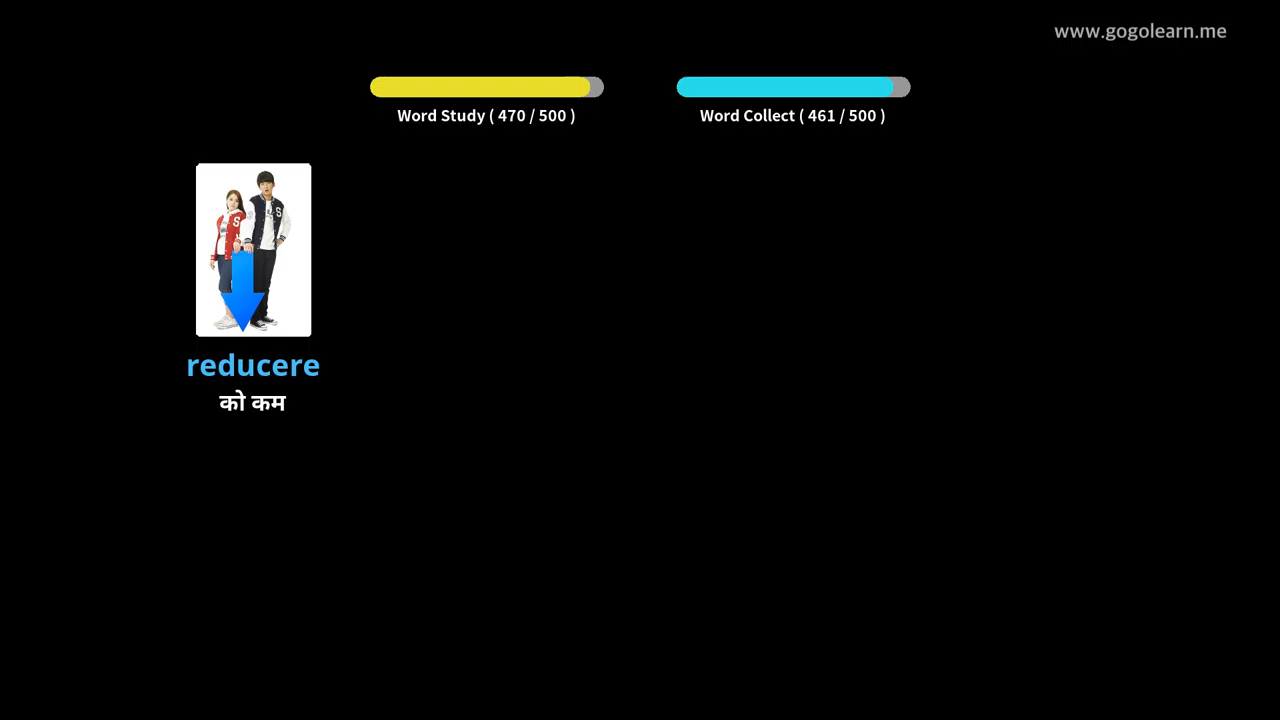 www.gogolearn.me
Word Study ( 470 / 500 )
Word Collect ( 461 / 500 )
S
S
reducere
को कम